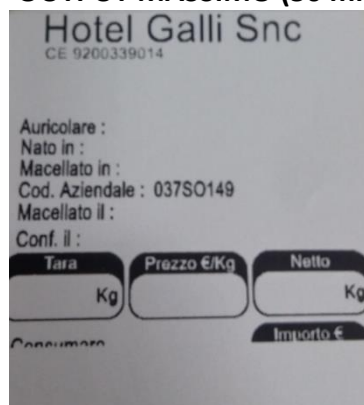 Hotel Galli Snc
CE 9200339014
Auricolare :
Nato in :
Macellato in :
Cod. Aziendale : 037SO149
Macellato il :
Conf. il :
Tara Prezzo €/Kg Netto
Kg Kg
Importo €